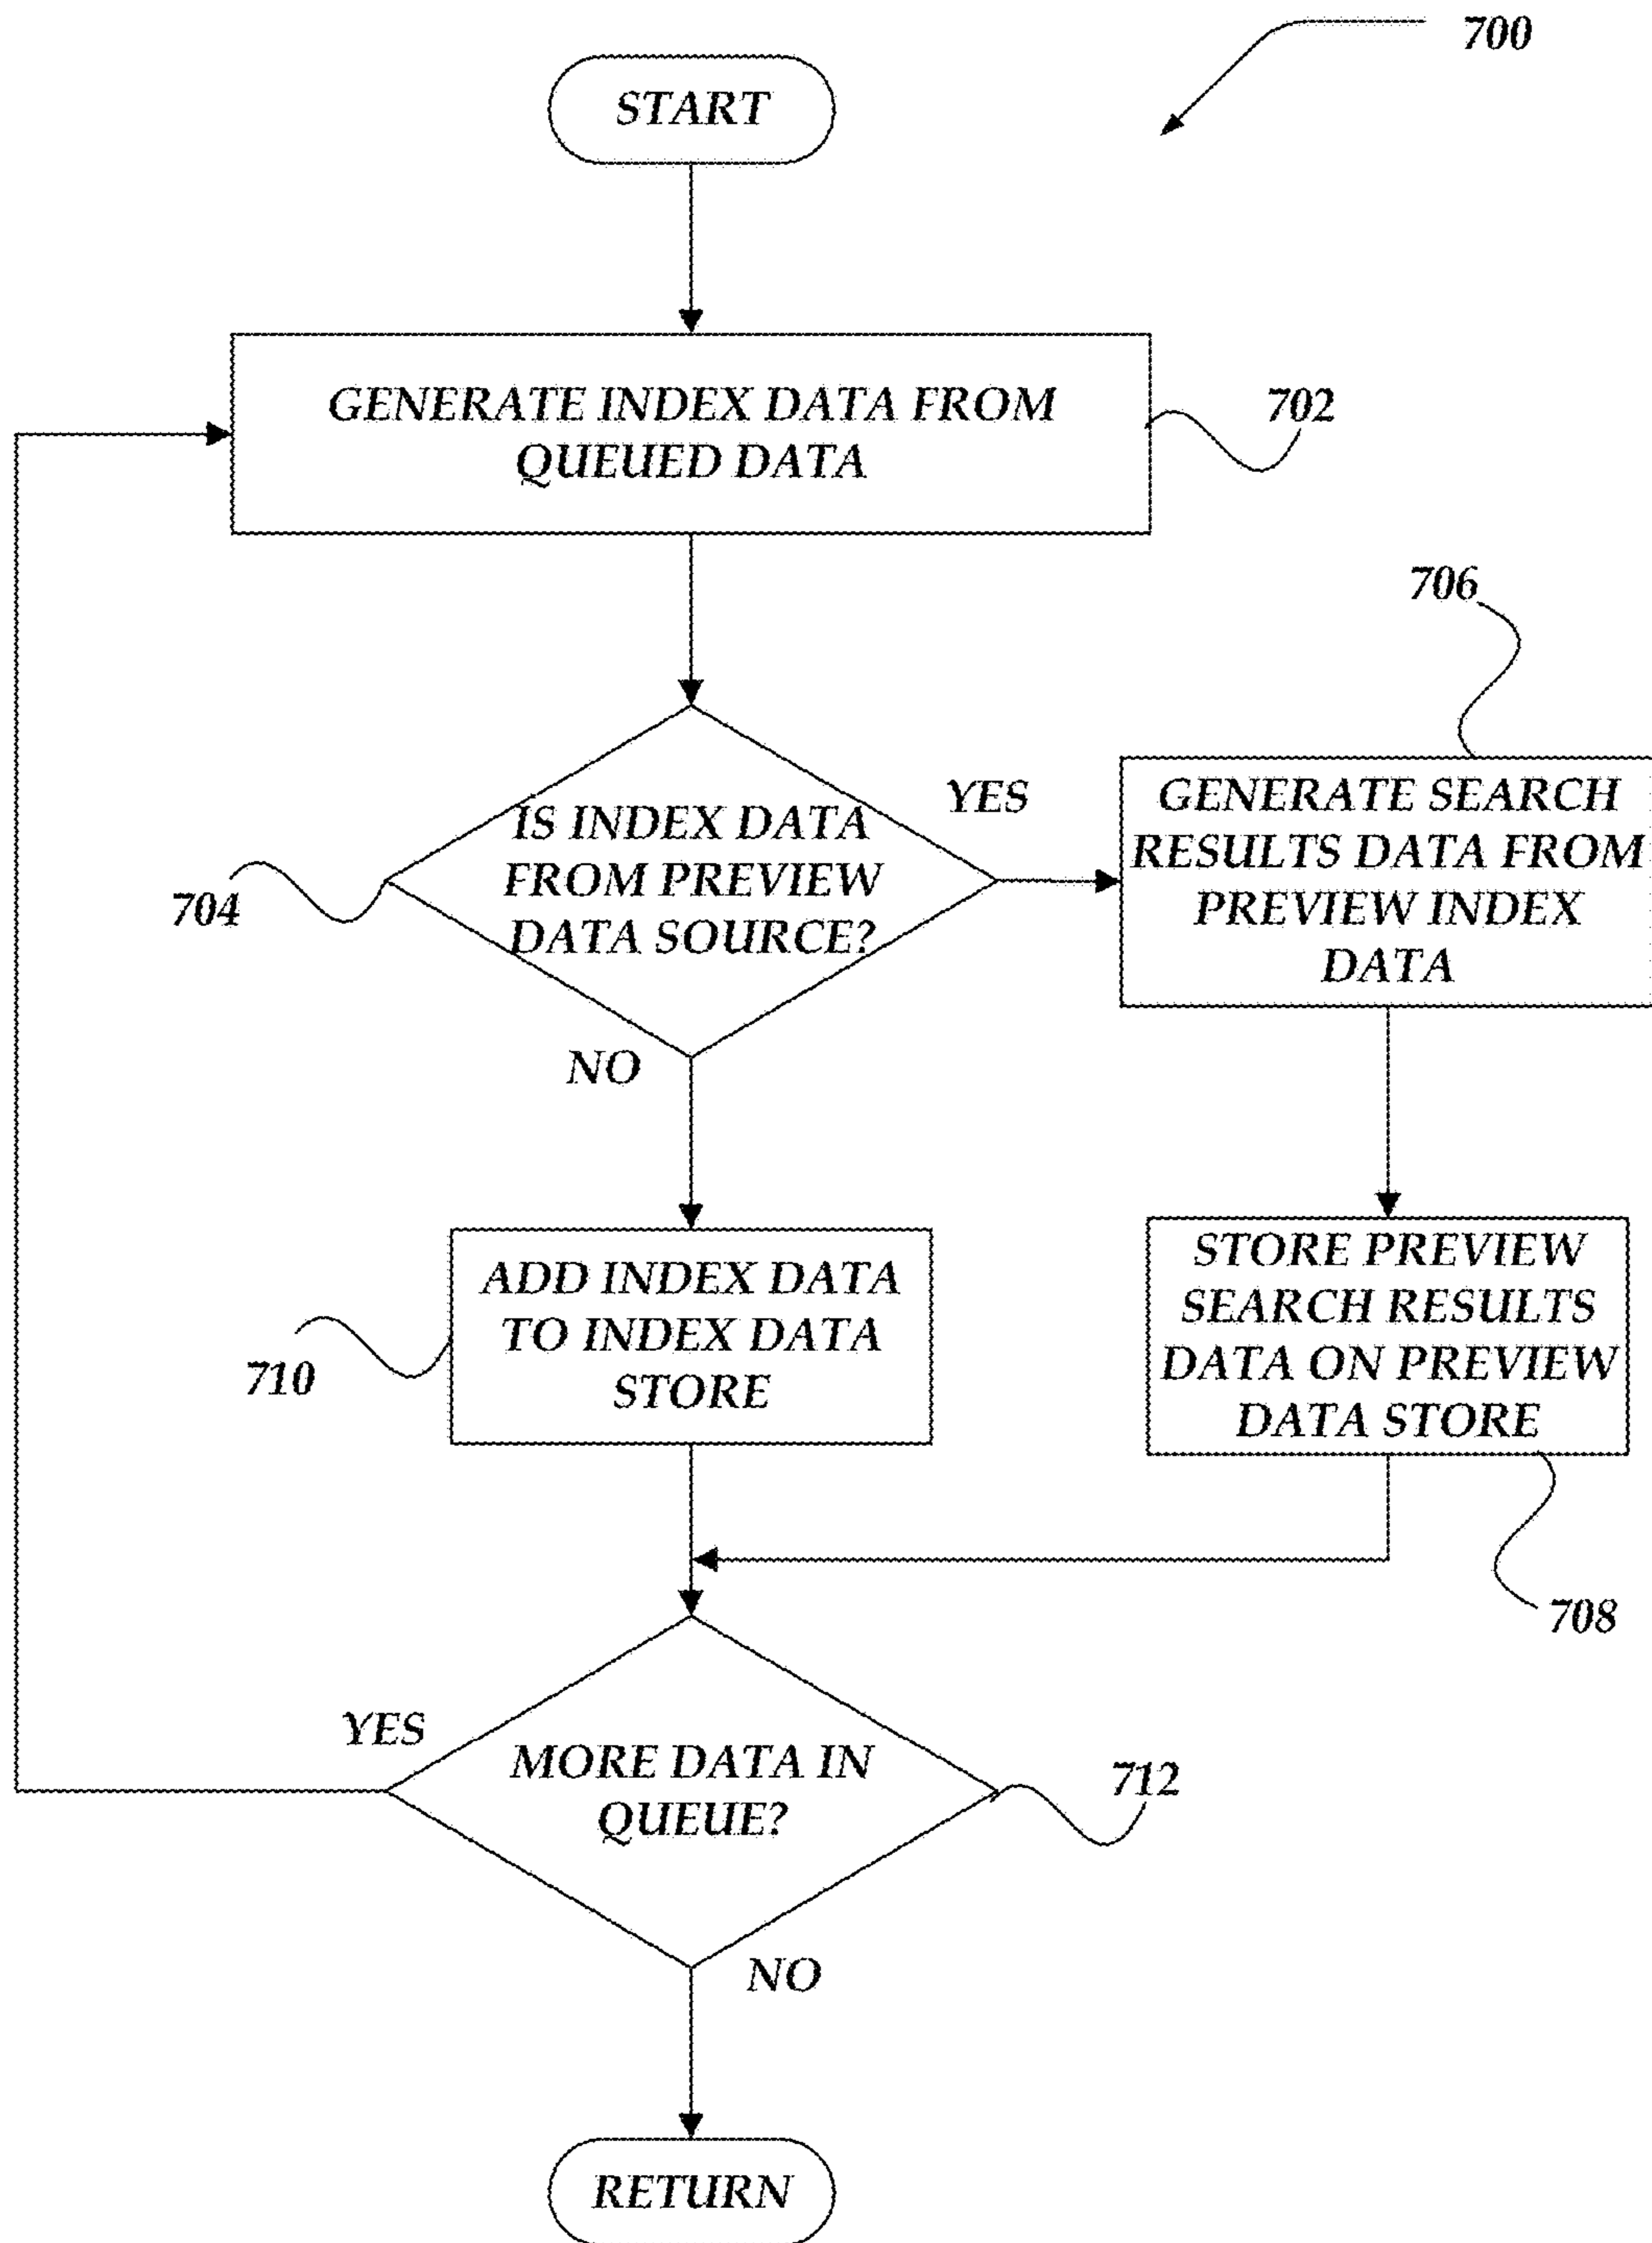 700
START
GENERATE INDEX DATA FROM
QUEUED DATA
702
706
IS INDEX DATA
FROM PREVIEW
DATA SOURCE?
YES
704
GENERATE SEARCH
RESULTS DATA FROM
PREVIEW INDEX
DATA
NO
ADD INDEX DATA
TO INDEX DATA
STORE
710
STORE PREVIEW
SEARCH RESULTS
DATA ON PREVIEW
DATA STORE
708
YES
MORE DATA IN
QUEUE?
712
NO
RETURN